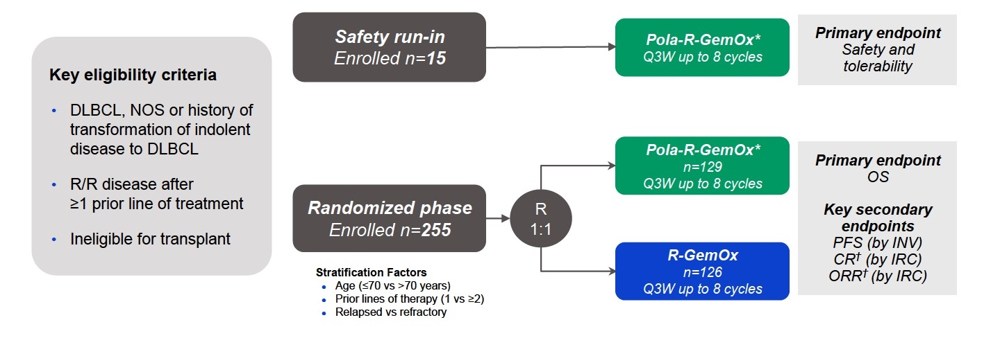 Key eligibility criteria
• DLBCL, NOS or history of
transformation of indolent
disease to DLBCL
• R/R disease after
≥1 prior line of treatment
• Ineligible for transplant
Safety run-in
Enrolled n=15
Pola-R-GemOx*
Q3W up to 8 cycles
Primary endpoint
Safety and
tolerability
Randomized phase
Enrolled n=255
Stratification Factors
• Age (≤70 vs >70 years)
• Prior lines of therapy (1 vs ≥2)
• Relapsed vs refractory
R
1:1
Pola-R-GemOx*
n=129
Q3W up to 8 cycles
R-GemOx
n=126
Q3W up to 8 cycles
Primary endpoint
OS
Key secondary
endpoints
PFS (by INV)
CR† (by IRC)
ORR† (by IRC)